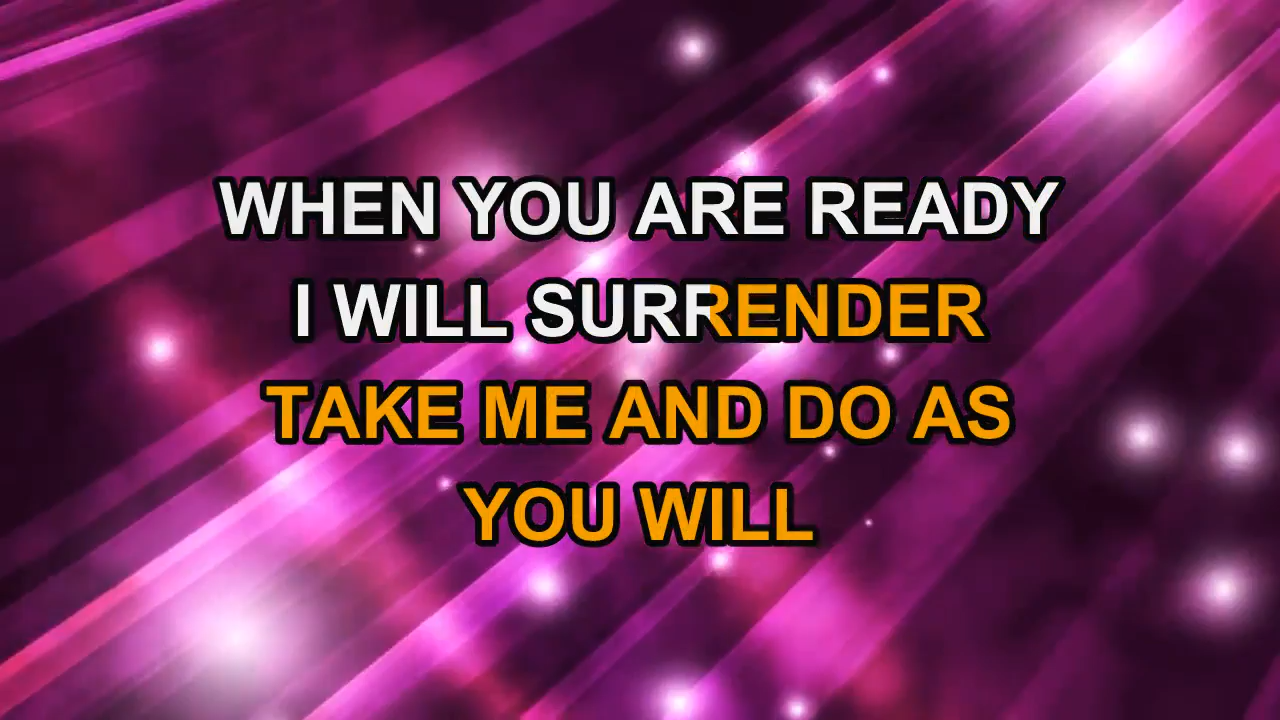 WHEN YOU ARE READY
I WILL SURRENDER
TAKE ME AND DO AS
YOU WILL